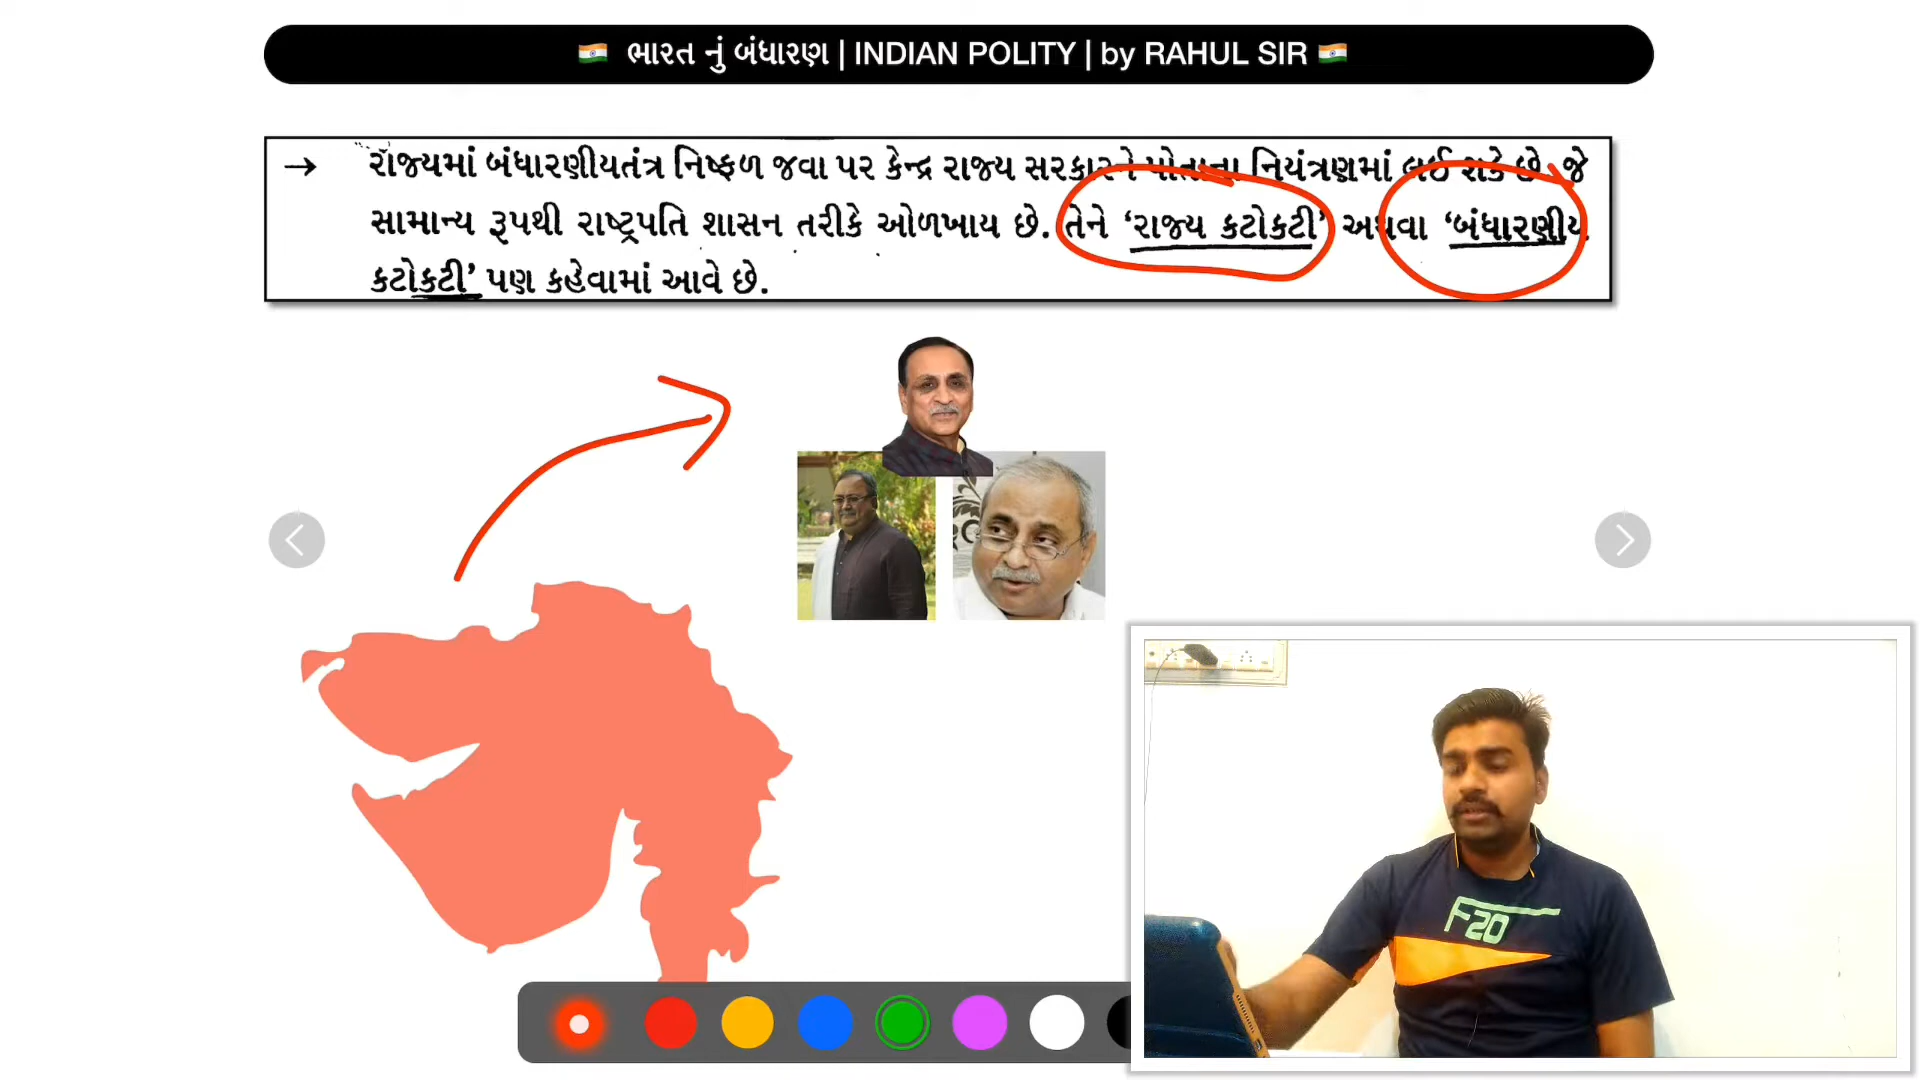 🇮🇳 ભારત નું બંધારણ | INDIAN POLITY | by RAHUL SIR 🇮🇳
→ રાજ્યમાં બંધારણીયતંત્ર નિષ્ફળ જવા પર કેન્દ્ર રાજ્ય સરકારને પોતાના નિયંત્રણમાં લઈ શકે છે. જે
સામાન્ય રૂપથી રાષ્ટ્રપતિ શાસન તરીકે ઓળખાય છે. તેને ‘રાજ્ય કટોકટી’ અથવા ‘બંધારણીય
કટોકટી’ પણ કહેવામાં આવે છે.
F20